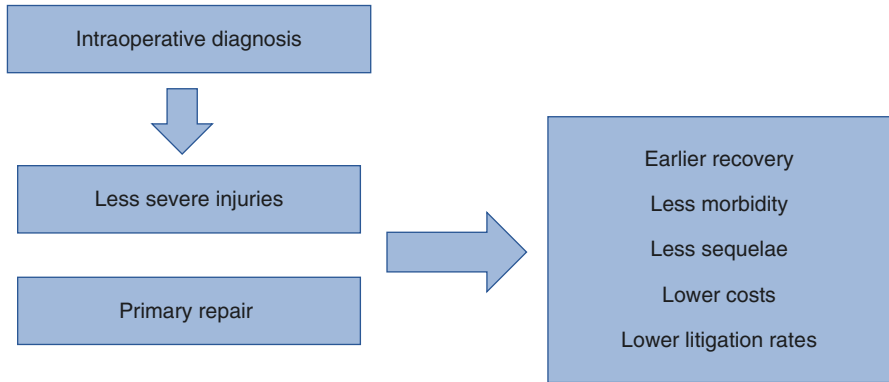 Intraoperative diagnosis
Less severe injuries
Primary repair
Earlier recovery
Less morbidity
Less sequelae
Lower costs
Lower litigation rates